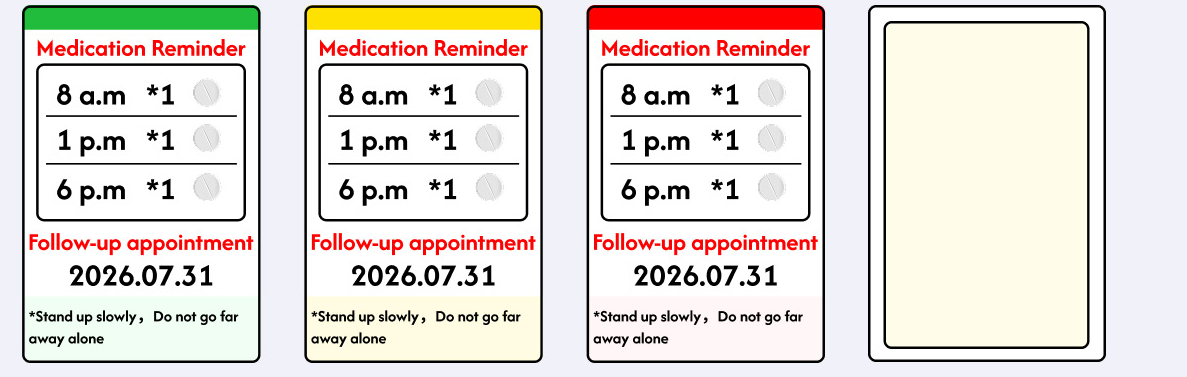 Medication Reminder
8 a.m *1
1 p.m *1
6 p.m *1
Follow-up appointment
2026.07.31
*Stand up slowly，Do not go far
away alone
Medication Reminder
8 a.m *1
1 p.m *1
6 p.m *1
Follow-up appointment
2026.07.31
*Stand up slowly，Do not go far
away alone
Medication Reminder
8 a.m *1
1 p.m *1
6 p.m *1
Follow-up appointment
2026.07.31
*Stand up slowly，Do not go far
away alone